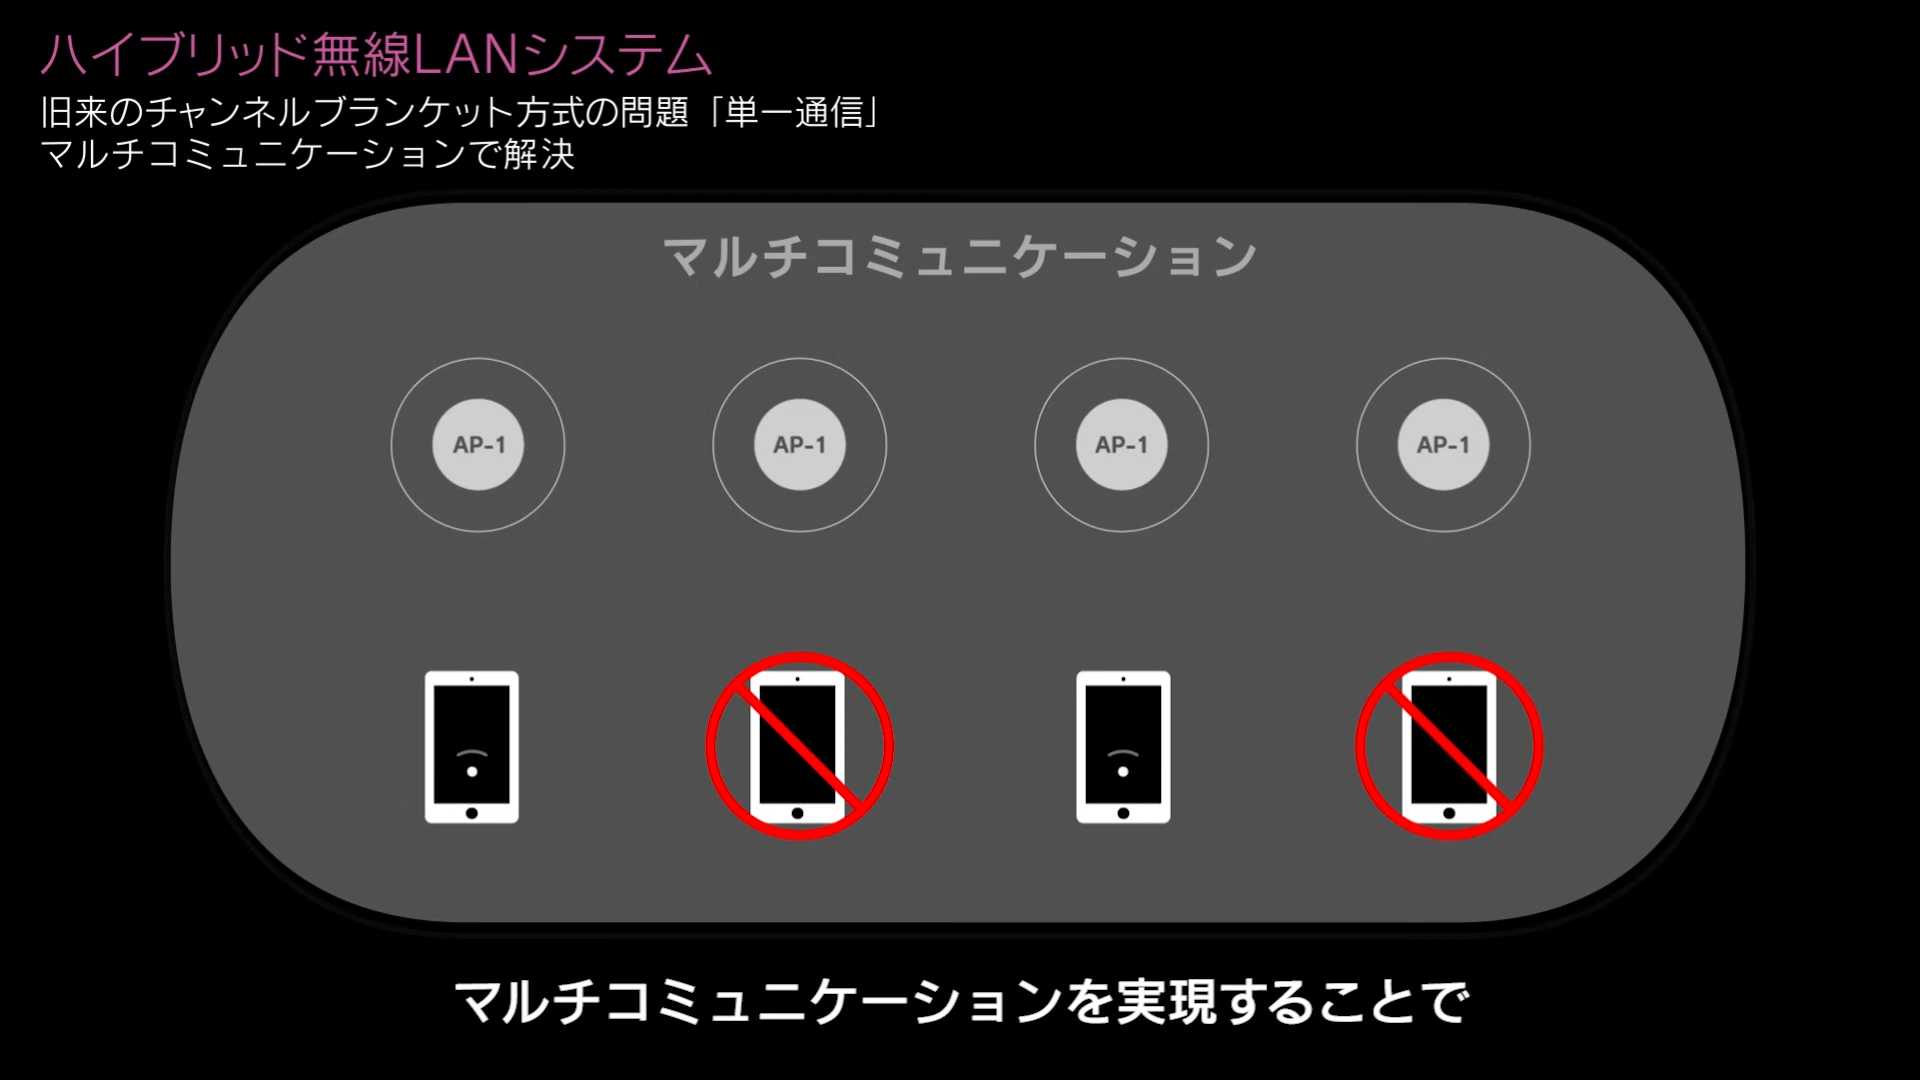 ハイブリッド無線LANシステム
旧来のチャンネルブランケット方式の問題「単一通信」
マルチコミュニケーションで解決
マルチコミュニケーション
AP-1 AP-1 AP-1 AP-1
マルチコミュニケーションを実現することで